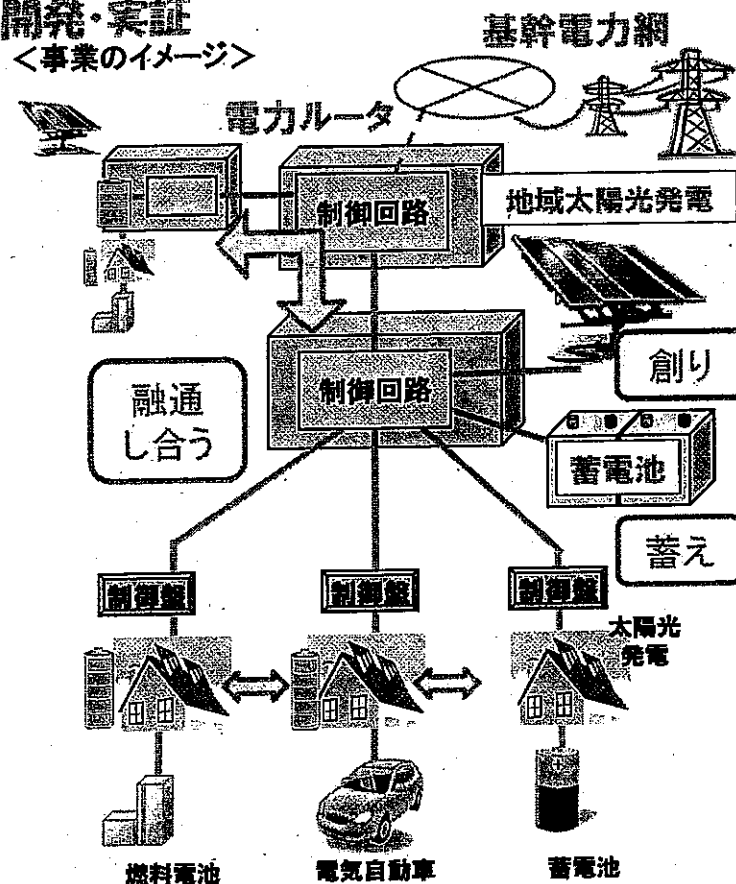 開発・実証
＜事業のイメージ＞
基幹電力網
電力ルータ
制御回路
地域太陽光発電
制御回路
創り
融通
し合う
蓄電池
蓄え
制御盤
制御盤
制御盤
太陽光
発電
燃料電池
電気自動車
蓄電池